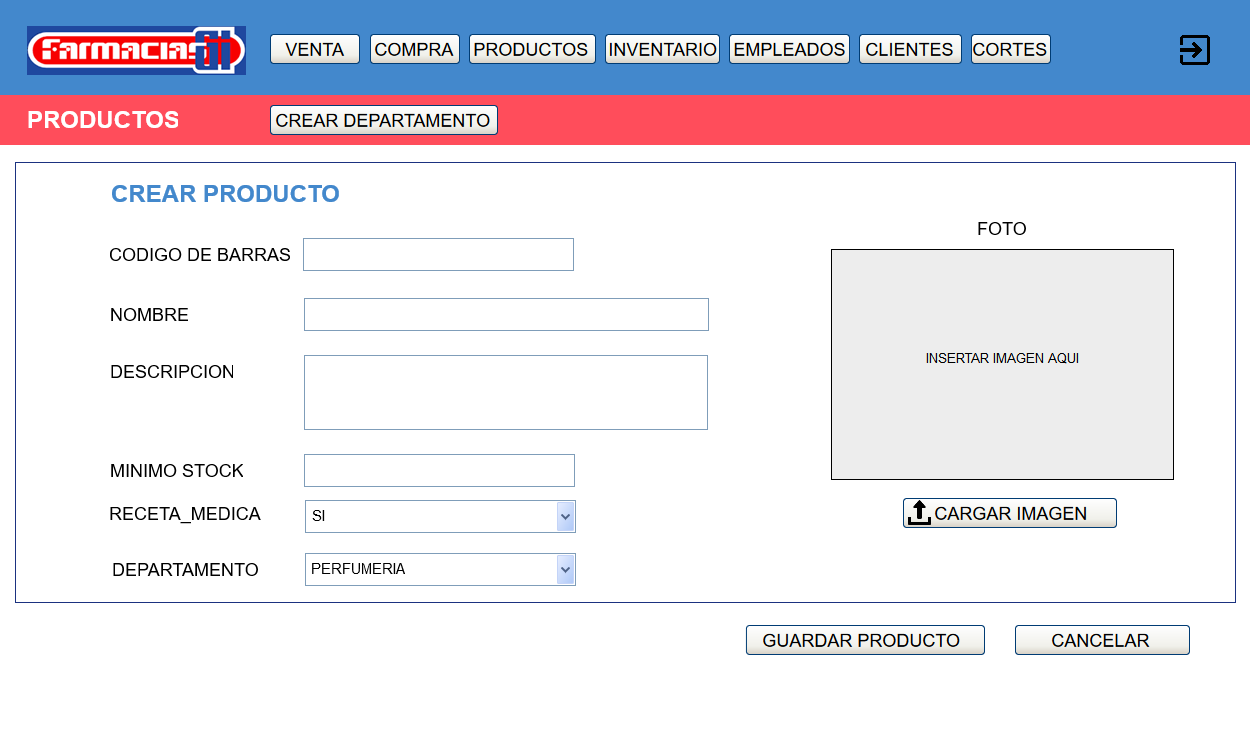 Farmacias SI
VENTA COMPRA PRODUCTOS INVENTARIO EMPLEADOS CLIENTES CORTES
PRODUCTOS CREAR DEPARTAMENTO
CREAR PRODUCTO
FOTO
CODIGO DE BARRAS
NOMBRE
INSERTAR IMAGEN AQUI
DESCRIPCION
MINIMO STOCK
RECETA_MEDICA SI
CARGAR IMAGEN
DEPARTAMENTO PERFUMERIA
GUARDAR PRODUCTO CANCELAR